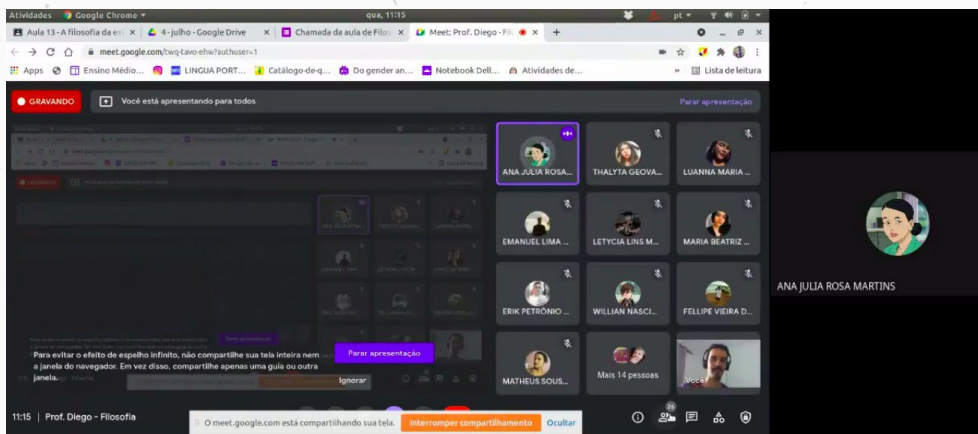 Atividades Google Chrome qua, 11:15 pt
Aula 13 - A filosofia da ex 4 - julho - Google Drive Chamada da aula de Filos Meet: Prof. Diego - Fil
meet.google.com/twq-tavo-ehw?authuser=1
Apps Ensino Médio... LINGUA PORT... Catálogo-de-q... Do gender an... Notebook Dell... Atividades de... Lista de leitura
GRAVANDO Você está apresentando para todos Parar apresentação
ANA JULIA ROSA... THALYTA GEOVA... LUANNA MARIA ...
EMANUEL LIMA ... LETYCIA LINS M... MARIA BEATRIZ ...
ANA JULIA ROSA MARTINS
ERIK PETRÔNIO ... WILLIAN NASCI... FELLIPE VIEIRA D...
Para evitar o efeito de espelho infinito, não compartilhe sua tela inteira nem
a janela do navegador. Em vez disso, compartilhe apenas uma guia ou outra
janela.
Parar apresentação
Ignorar
MATHEUS SOUS... Mais 14 pessoas Você
11:15 | Prof. Diego - Filosofia
O meet.google.com está compartilhando sua tela. Interromper compartilhamento Ocultar
26